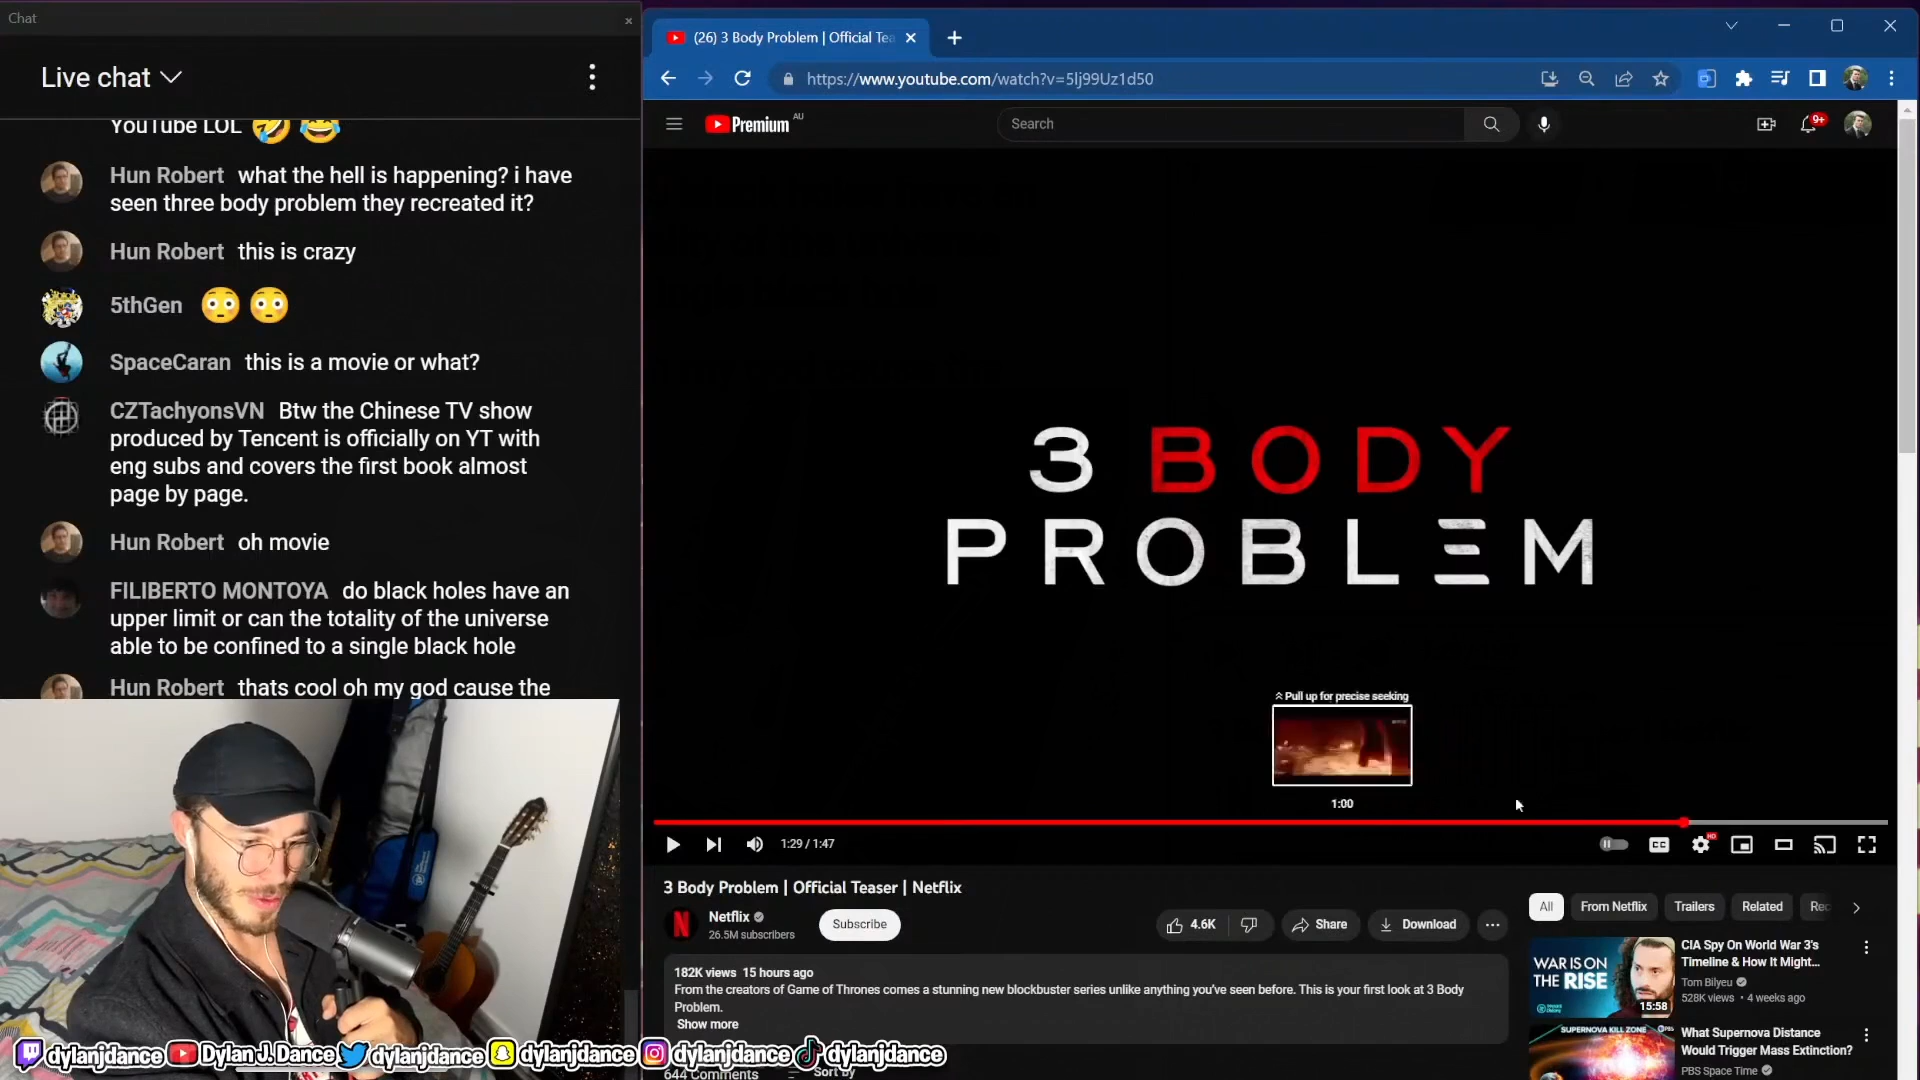 Chat
Live chat
YouTube LOL
Hun Robert what the hell is happening? i have
seen three body problem they recreated it?
Hun Robert this is crazy
5thGen
SpaceCaran this is a movie or what?
CZTachyonsVN Btw the Chinese TV show
produced by Tencent is officially on YT with
eng subs and covers the first book almost
page by page.
Hun Robert oh movie
FILIBERTO MONTOYA do black holes have an
upper limit or can the totality of the universe
able to be confined to a single black hole
Hun Robert thats cool oh my god cause the
(26) 3 Body Problem | Official Tea
https://www.youtube.com/watch?v=5lj99Uz1d50
Premium AU
Search
9+
3 BODY
PROBLEM
Pull up for precise seeking
1:00
1:29 / 1:47
CC
HD
3 Body Problem | Official Teaser | Netflix
Netflix
26.5M subscribers
Subscribe
4.6K
Share
Download
182K views 15 hours ago
From the creators of Game of Thrones comes a stunning new blockbuster series unlike anything you've seen before. This is your first look at 3 Body
Problem.
Show more
644 Comments
Sort by
All
From Netflix
Trailers
Related
Rec
WAR IS ON
THE RISE
15:58
CIA Spy On World War 3's
Timeline & How It Might...
Tom Bilyeu
528K views • 4 weeks ago
SUPERNOVA KILL ZONE
PBS
What Supernova Distance
Would Trigger Mass Extinction?
PBS Space Time
dylanjdance
Dylan J. Dance
dylanjdance
dylanjdance
dylanjdance
dylanjdance